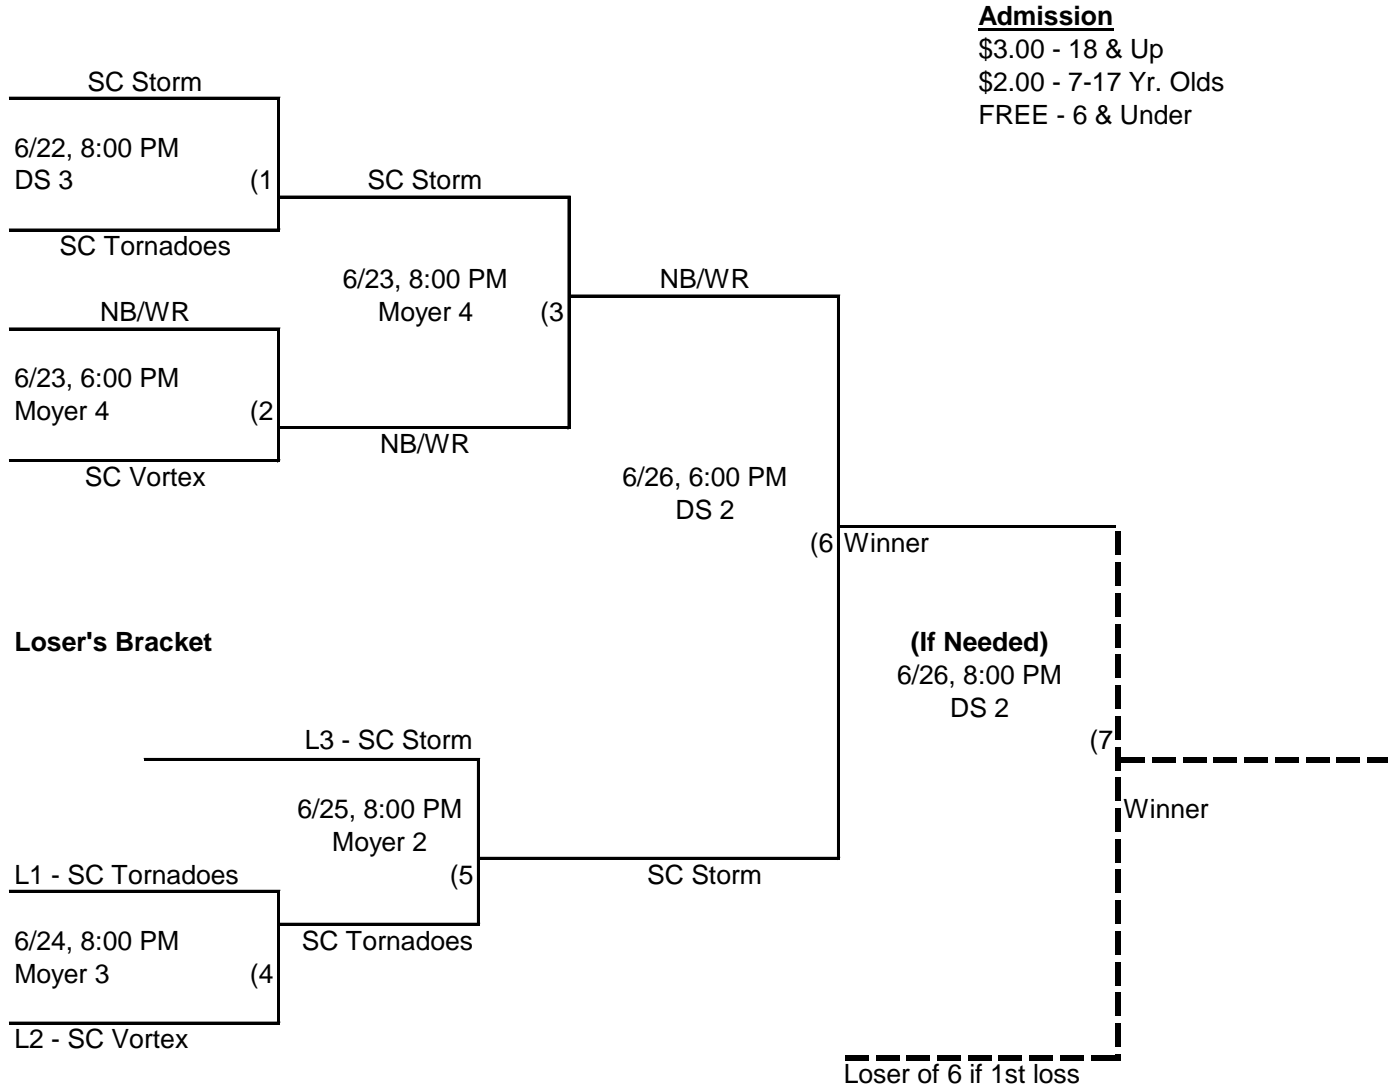 Admission
$3.00 - 18 & Up
$2.00 - 7-17 Yr. Olds
FREE - 6 & Under
SC Storm
6/22, 8:00 PM
DS 3 (1
SC Tornadoes
SC Storm
6/23, 8:00 PM
Moyer 4 (3
NB/WR
NB/WR
6/23, 6:00 PM
Moyer 4 (2
SC Vortex
NB/WR
6/26, 6:00 PM
DS 2
(6 Winner
Loser's Bracket
(If Needed)
6/26, 8:00 PM
DS 2
(7
Winner
L3 - SC Storm
6/25, 8:00 PM
Moyer 2
(5
SC Storm
L1 - SC Tornadoes
6/24, 8:00 PM
Moyer 3 (4
SC Tornadoes
L2 - SC Vortex
Loser of 6 if 1st loss